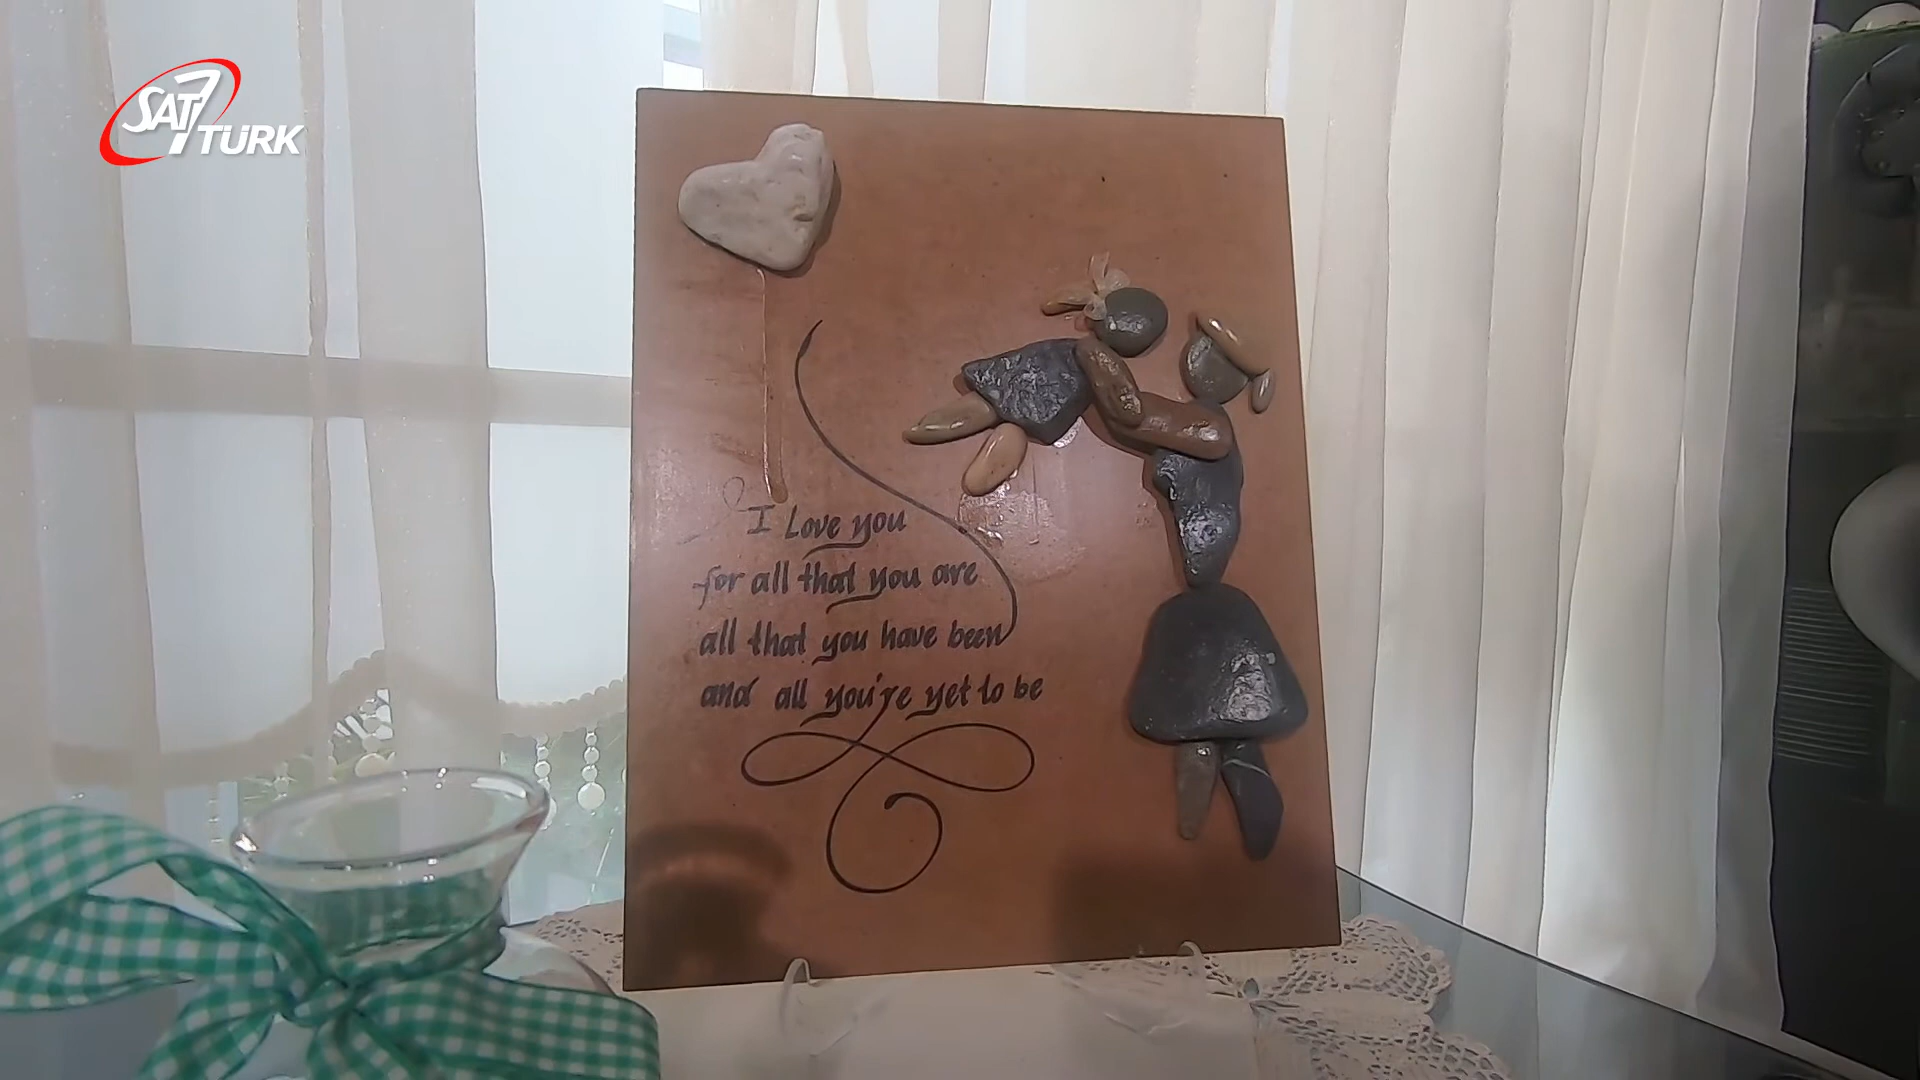 SAT7
TÜRK
I Love you
for all that you are
all that you have been
and all you're yet to be